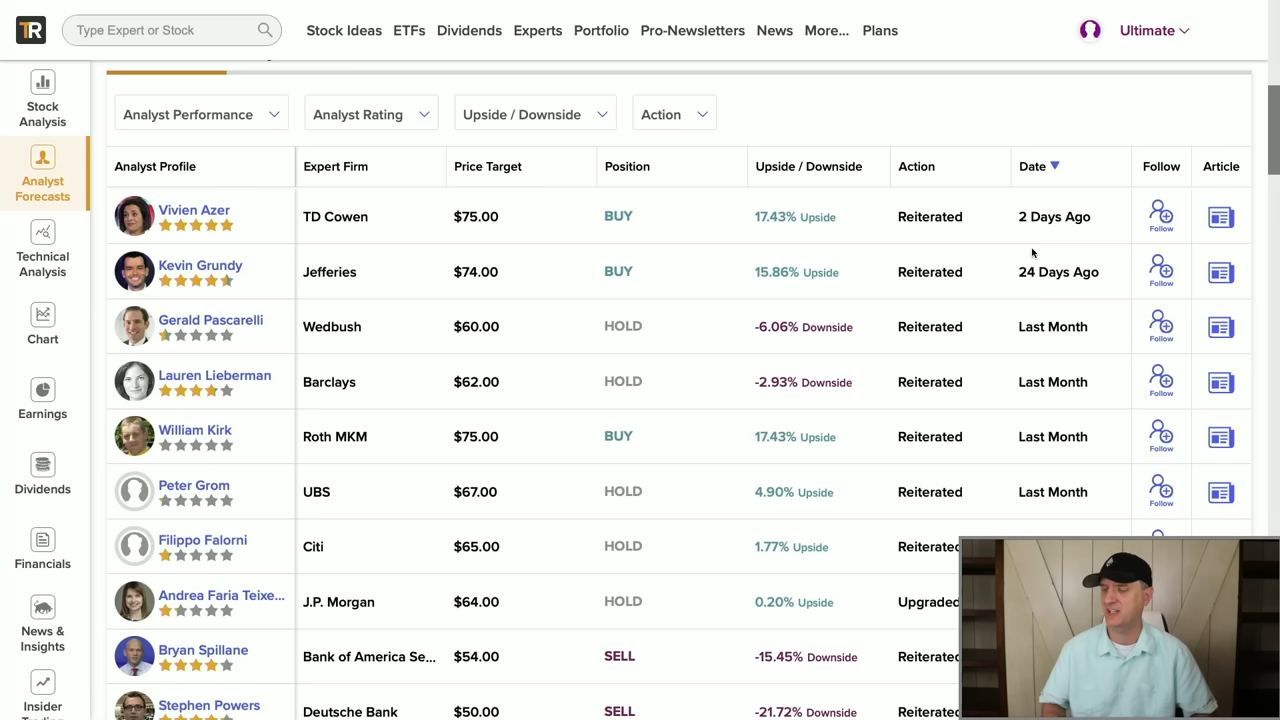 TR Type Expert or Stock Stock Ideas ETFs Dividends Experts Portfolio Pro-Newsletters News More... Plans Ultimate
Stock
Analysis
Analyst
Forecasts
Technical
Analysis
Chart
Earnings
Dividends
Financials
News &
Insights
Insider
Analyst Performance Analyst Rating Upside / Downside Action
Analyst Profile Expert Firm Price Target Position Upside / Downside Action Date Follow Article
Vivien Azer TD Cowen $75.00 BUY 17.43% Upside Reiterated 2 Days Ago Follow
Kevin Grundy Jefferies $74.00 BUY 15.86% Upside Reiterated 24 Days Ago Follow
Gerald Pascarelli Wedbush $60.00 HOLD -6.06% Downside Reiterated Last Month Follow
Lauren Lieberman Barclays $62.00 HOLD -2.93% Downside Reiterated Last Month Follow
William Kirk Roth MKM $75.00 BUY 17.43% Upside Reiterated Last Month Follow
Peter Grom UBS $67.00 HOLD 4.90% Upside Reiterated Last Month Follow
Filippo Falorni Citi $65.00 HOLD 1.77% Upside Reiterated
Andrea Faria Teixe... J.P. Morgan $64.00 HOLD 0.20% Upside Upgraded
Bryan Spillane Bank of America Se... $54.00 SELL -15.45% Downside Reiterated
Stephen Powers Deutsche Bank $50.00 SELL -21.72% Downside Reiterated